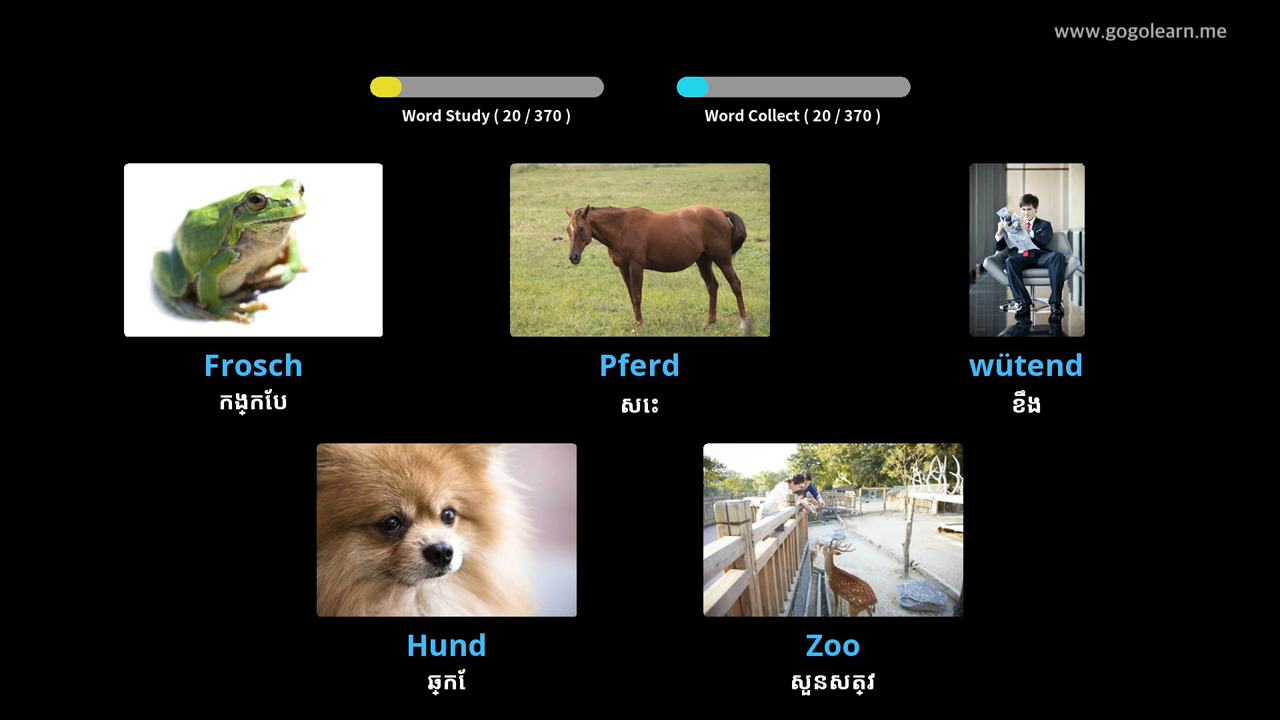 www.gogolearn.me
Word Study ( 20 / 370 )
Word Collect ( 20 / 370 )
Frosch
កង្កែប
Pferd
សេះ
wütend
ខឹង
Hund
ឆ្កែ
Zoo
សួនសត្វ